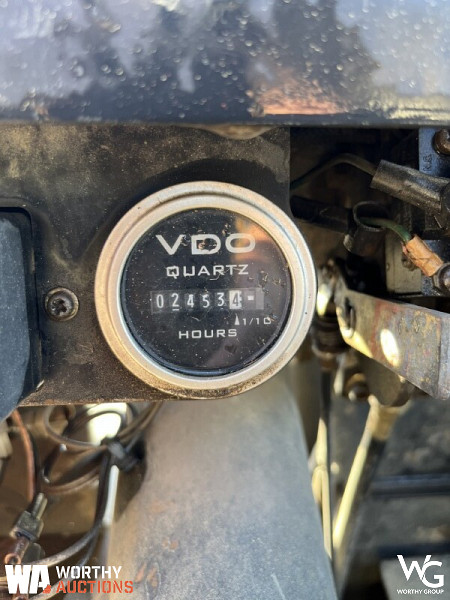 VDO
QUARTZ
024534
1/10
HOURS
WA WORTHY AUCTIONS
WG
WORTHY GROUP